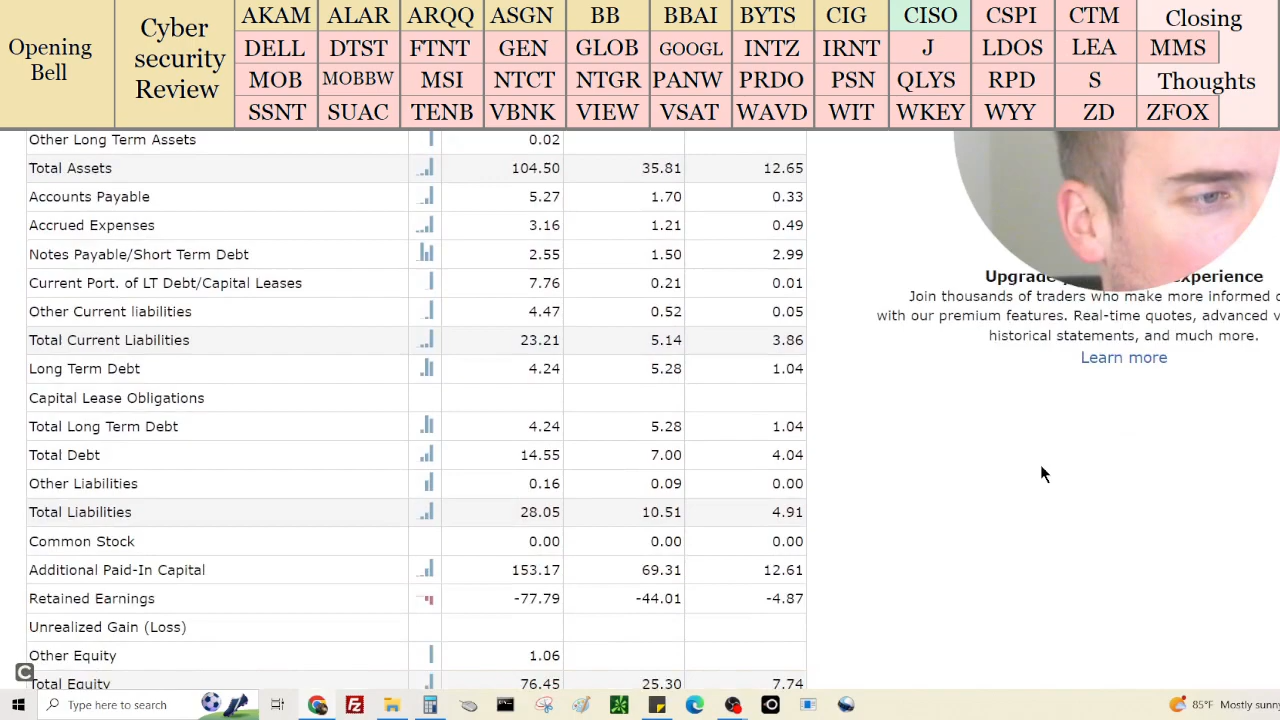 Opening
Bell
Cyber
security
Review
AKAM ALAR ARQQ ASGN BB BBAI BYTS CIG CISO CSPI CTM
DELL DTST FTNT GEN GLOB GOOGL INTZ IRNT J LDOS LEA MMS
MOB MOBBW MSI NTCT NTGR PANW PRDO PSN QLYS RPD S
SSNT SUAC TENB VBNK VIEW VSAT WAVD WIT WKEY WYY ZD ZFOX
Closing
Thoughts
Other Long Term Assets 0.02
Total Assets 104.50 35.81 12.65
Accounts Payable 5.27 1.70 0.33
Accrued Expenses 3.16 1.21 0.49
Notes Payable/Short Term Debt 2.55 1.50 2.99
Current Port. of LT Debt/Capital Leases 7.76 0.21 0.01
Other Current liabilities 4.47 0.52 0.05
Total Current Liabilities 23.21 5.14 3.86
Long Term Debt 4.24 5.28 1.04
Capital Lease Obligations
Total Long Term Debt 4.24 5.28 1.04
Total Debt 14.55 7.00 4.04
Other Liabilities 0.16 0.09 0.00
Total Liabilities 28.05 10.51 4.91
Common Stock 0.00 0.00 0.00
Additional Paid-In Capital 153.17 69.31 12.61
Retained Earnings -77.79 -44.01 -4.87
Unrealized Gain (Loss)
Other Equity 1.06
Total Equity 76.45 25.30 7.74
Upgrade experience
Join thousands of traders who make more informed
with our premium features. Real-time quotes, advanced
historical statements, and much more.
Learn more
C
Type here to search
85°F Mostly sunny